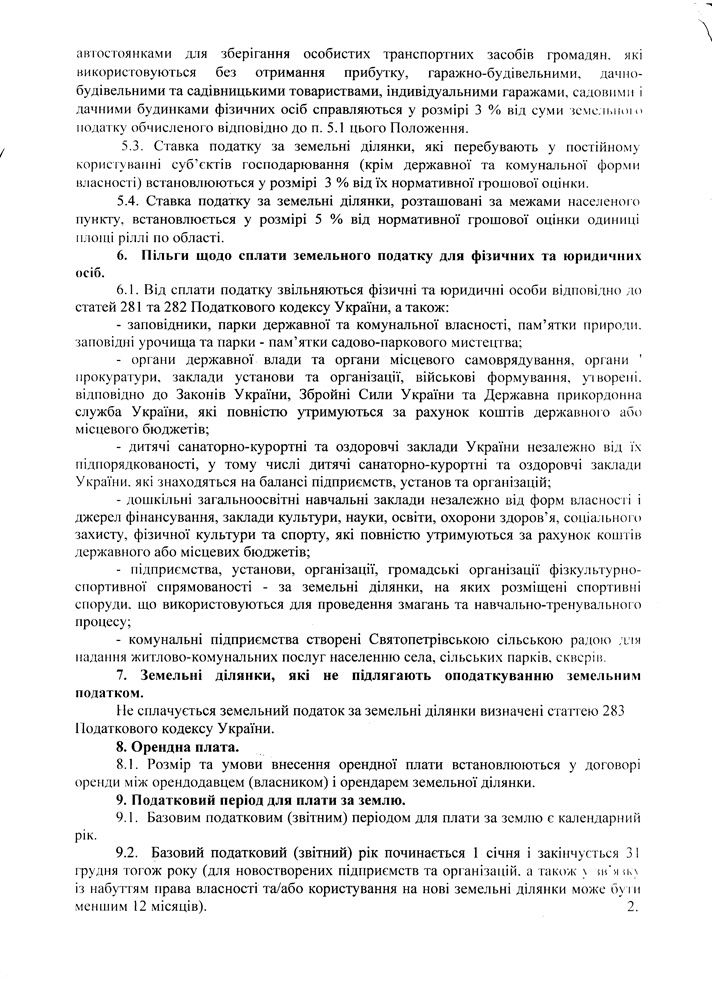 автостоянками для зберігання особистих транспортних засобів громадян, які
використовуються без отримання прибутку, гаражно-будівельними, дачно-
будівельними та садівницькими товариствами, індивідуальними гаражами, садовими і
дачними будинками фізичних осіб справляються у розмірі 3 % від суми земельного
податку обчисленого відповідно до п. 5.1 цього Положення.
5.3. Ставка податку за земельні ділянки, які перебувають у постійному
користуванні суб’єктів господарювання (крім державної та комунальної форми
власності) встановлюються у розмірі 3 % від їх нормативної грошової оцінки.
5.4. Ставка податку за земельні ділянки, розташовані за межами населеного
пункту, встановлюється у розмірі 5 % від нормативної грошової оцінки одиниці
площі ріллі по області.
6. Пільги щодо сплати земельного податку для фізичних та юридичних
осіб.
6.1. Від сплати податку звільняються фізичні та юридичні особи відповідно до
статей 281 та 282 Податкового кодексу України, а також:
- заповідники, парки державної та комунальної власності, пам’ятки природи,
заповідні урочища та парки - пам’ятки садово-паркового мистецтва;
- органи державної влади та органи місцевого самоврядування, органи
прокуратури, заклади установи та організації, військові формування, утворені,
відповідно до Законів України, Збройні Сили України та Державна прикордонна
служба України, які повністю утримуються за рахунок коштів державного або
місцевого бюджетів;
- дитячі санаторно-курортні та оздоровчі заклади України незалежно від їх
підпорядкованості, у тому числі дитячі санаторно-курортні та оздоровчі заклади
України, які знаходяться на балансі підприємств, установ та організацій;
- дошкільні загальноосвітні навчальні заклади незалежно від форм власності і
джерел фінансування, заклади культури, науки, освіти, охорони здоров’я, соціального
захисту, фізичної культури та спорту, які повністю утримуються за рахунок коштів
державного або місцевих бюджетів;
- підприємства, установи, організації, громадські організації фізкультурно-
спортивної спрямованості - за земельні ділянки, на яких розміщені спортивні
споруди, що використовуються для проведення змагань та навчально-тренувального
процесу;
- комунальні підприємства створені Святопетрівською сільською радою для
надання житлово-комунальних послуг населенню села, сільських парків, скверів.
7. Земельні ділянки, які не підлягають оподаткуванню земельним
податком.
Не сплачується земельний податок за земельні ділянки визначені статтею 283
Податкового кодексу України.
8. Орендна плата.
8.1. Розмір та умови внесення орендної плати встановлюються у договорі
оренди між орендодавцем (власником) і орендарем земельної ділянки.
9. Податковий період для плати за землю.
9.1. Базовим податковим (звітним) періодом для плати за землю є календарний
рік.
9.2. Базовий податковий (звітний) рік починається 1 січня і закінчується 31
грудня тогож року (для новостворених підприємств та організацій, а також у зв'язку
із набуттям права власності та/або користування на нові земельні ділянки може бути
меншим 12 місяців).
2.